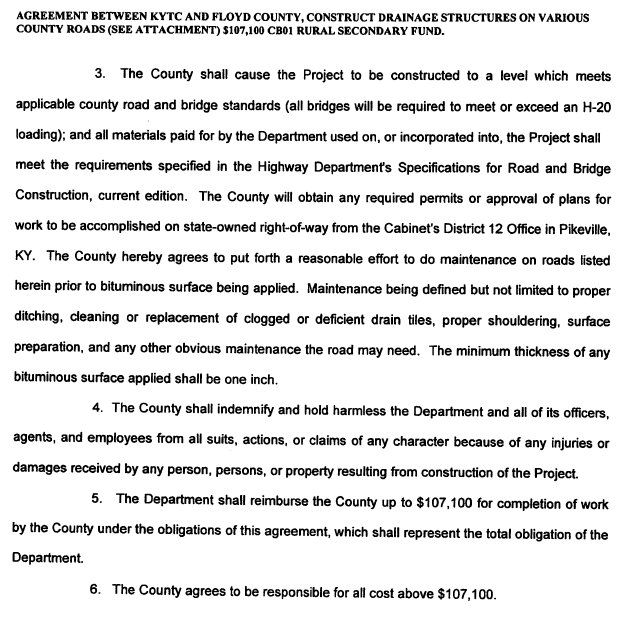 AGREEMENT BETWEEN KYTC AND FLOYD COUNTY, CONSTRUCT DRAINAGE STRUCTURES ON VARIOUS
COUNTY ROADS (SEE ATTACHMENT) $107,100 CB01 RURAL SECONDARY FUND.
3. The County shall cause the Project to be constructed to a level which meets
applicable county road and bridge standards (all bridges will be required to meet or exceed an H-20
loading); and all materials paid for by the Department used on, or incorporated into, the Project shall
meet the requirements specified in the Highway Department's Specifications for Road and Bridge
Construction, current edition. The County will obtain any required permits or approval of plans for
work to be accomplished on state-owned right-of-way from the Cabinet's District 12 Office in Pikeville,
KY. The County hereby agrees to put forth a reasonable effort to do maintenance on roads listed
herein prior to bituminous surface being applied. Maintenance being defined but not limited to proper
ditching, cleaning or replacement of clogged or deficient drain tiles, proper shouldering, surface
preparation, and any other obvious maintenance the road may need. The minimum thickness of any
bituminous surface applied shall be one inch.
4. The County shall indemnify and hold harmless the Department and all of its officers,
agents, and employees from all suits, actions, or claims of any character because of any injuries or
damages received by any person, persons, or property resulting from construction of the Project.
5. The Department shall reimburse the County up to $107,100 for completion of work
by the County under the obligations of this agreement, which shall represent the total obligation of the
Department.
6. The County agrees to be responsible for all cost above $107,100.